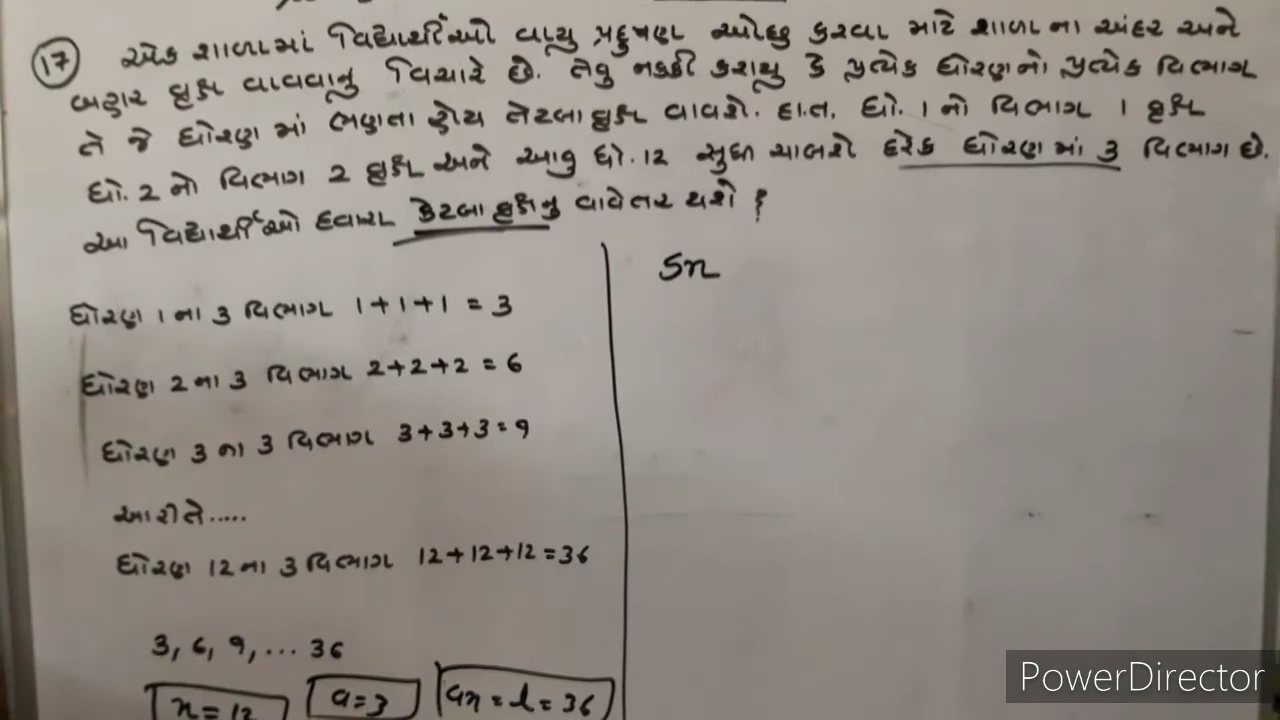 17 એક શાળામાં વિદ્યાર્થીઓ વાયુ પ્રદુષણ ઓછુ કરવા માટે શાળાના અંદર અને
બહાર વૃક્ષ વાવવાનુ વિચારે છે. તેવુ નક્કી કરાયુ કે પ્રત્યેક ધોરણનો પ્રત્યેક વિભાગ
તે જે ધોરણમાં ભણતા હોય તેટલા વૃક્ષ વાવશે. દા.ત. ધો. 1 નો વિભાગ 1 વૃક્ષ
ધો. 2 નો વિભાગ 2 વૃક્ષ અને આવુ ધો. 12 સુધી ચાલશે દરેક ધોરણમાં 3 વિભાગ છે.
આ વિદ્યાર્થીઓ દ્વારા કેટલા વૃક્ષનુ વાવેતર થશે ?
ધોરણ 1 ના 3 વિભાગ 1+1+1 = 3
ધોરણ 2 ના 3 વિભાગ 2+2+2 = 6
ધોરણ 3 ના 3 વિભાગ 3+3+3 = 9
આ રીતે.....
ધોરણ 12 ના 3 વિભાગ 12+12+12 = 36
3, 6, 9, ... 36
n = 12 a = 3 an = l = 36
Sn
PowerDirector